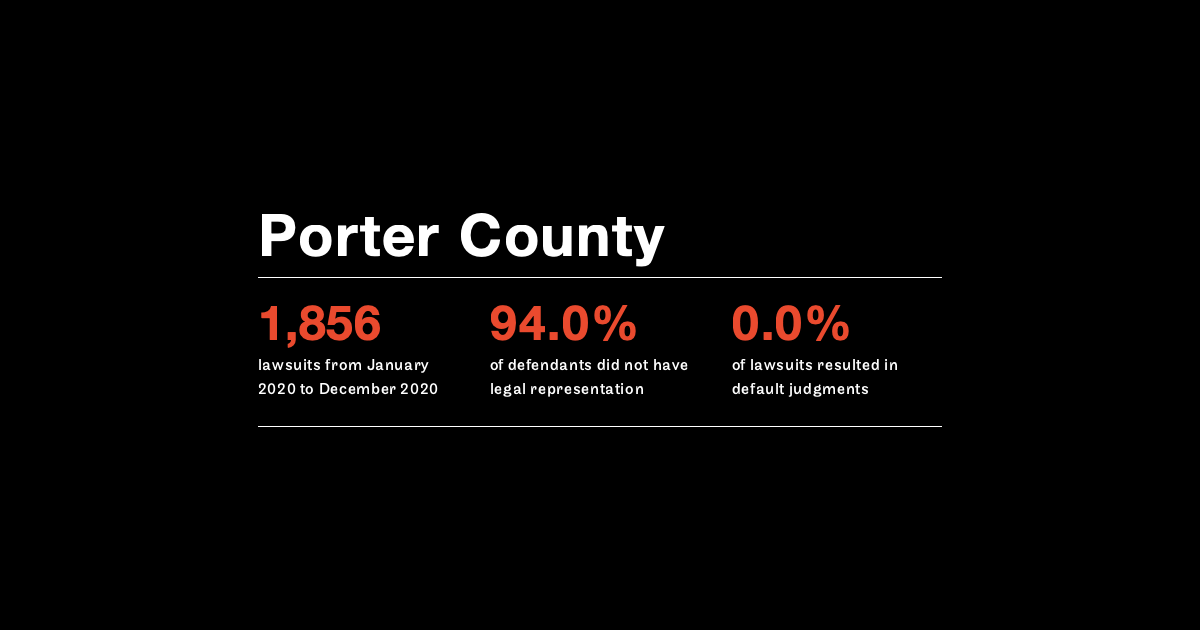 Porter County
1,856
lawsuits from January
2020 to December 2020
94.0%
of defendants did not have
legal representation
0.0%
of lawsuits resulted in
default judgments